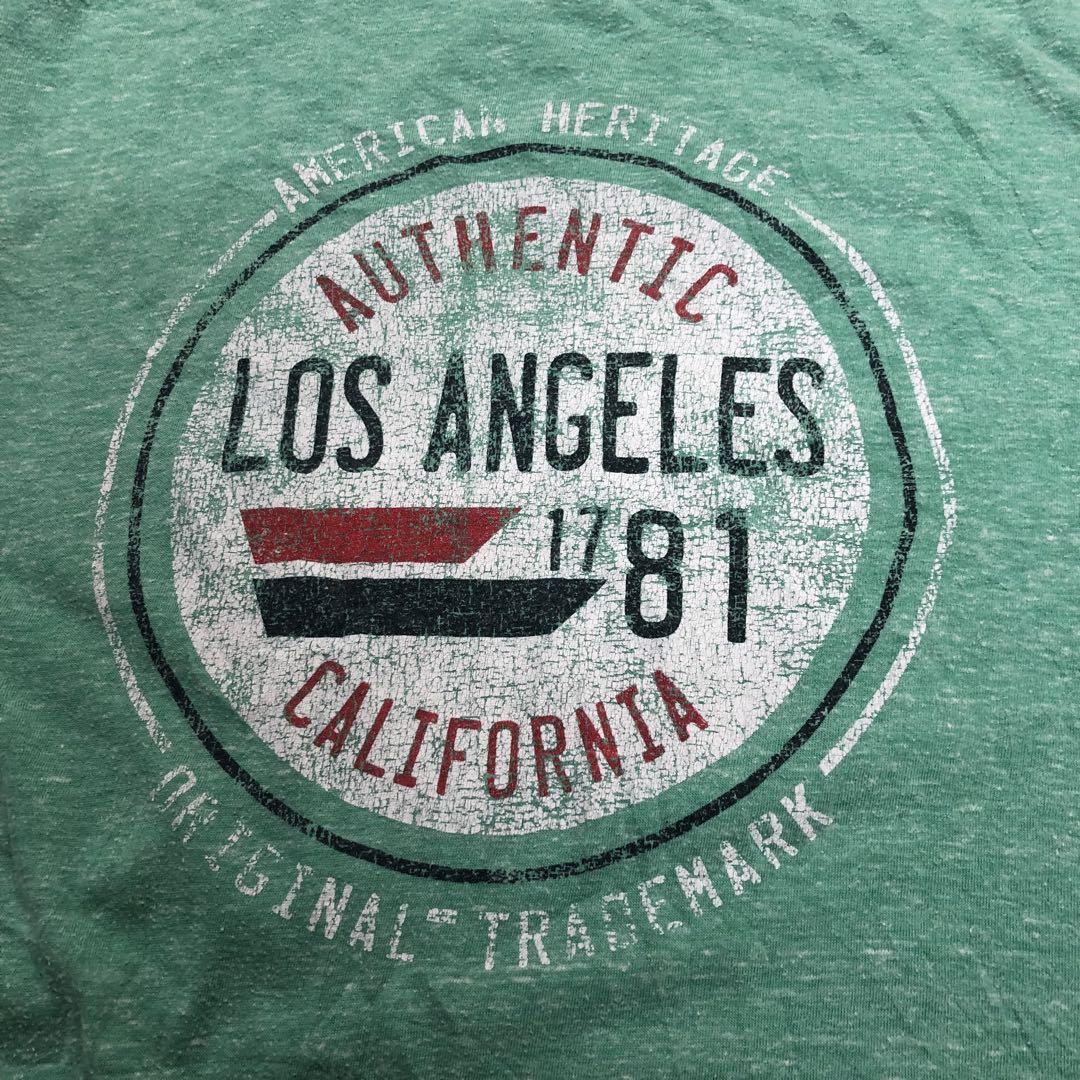 AMERICAN HERITAGE
AUTHENTIC
LOS ANGELES
1781
CALIFORNIA
ORIGINAL TRADEMARK